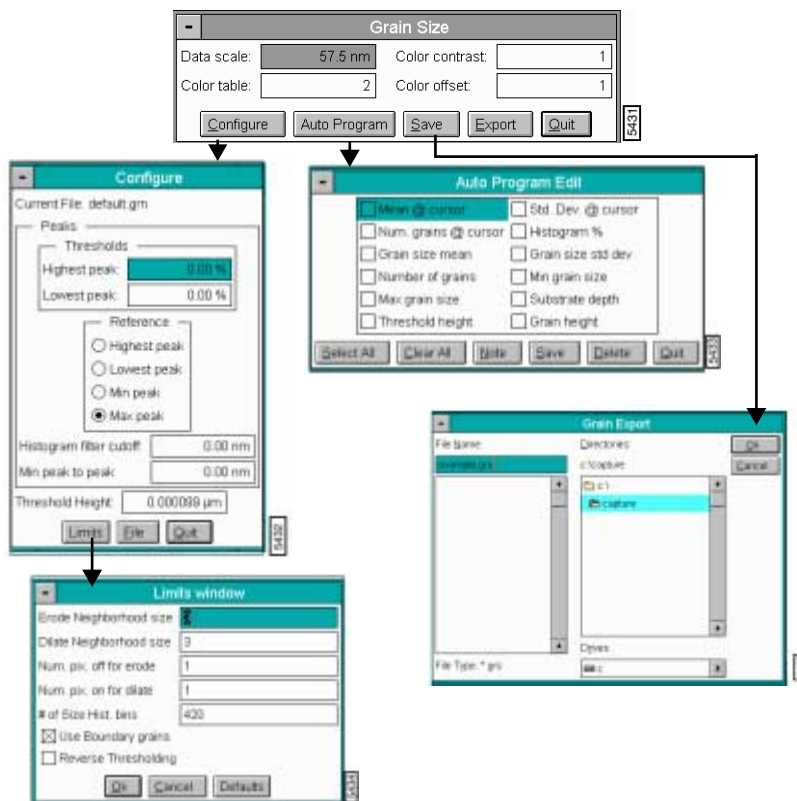 Grain Size
Data scale: 57.5 nm Color contrast: 1
Color table: 2 Color offset: 1
Configure Auto Program Save Export Quit
5431
Configure
Current File: default.grn
Peaks
Thresholds
Highest peak: 0.00 %
Lowest peak: 0.00 %
Reference
Highest peak
Lowest peak
Min peak
Max peak
Histogram filter cutoff: 0.00 nm
Min peak to peak: 0.00 nm
Threshold Height: 0.000099 µm
Limits File Quit
5432
Auto Program Edit
Mean @ cursor Std. Dev. @ cursor
Num. grains @ cursor Histogram %
Grain size mean Grain size std dev
Number of grains Min grain size
Max grain size Substrate depth
Threshold height Grain height
Select All Clear All Note Save Delete Quit
5433
Grain Export
File Name: Directories: Ok
c:\capture Cancel
c:\
capture
Drives:
File Type: *.grs
c:
Limits window
Erode Neighborhood size
Dilate Neighborhood size 3
Num. pix. off for erode 1
Num. pix. on for dilate 1
# of Size Hist. bins 400
Use Boundary grains
Reverse Thresholding
Ok Cancel Defaults
5434